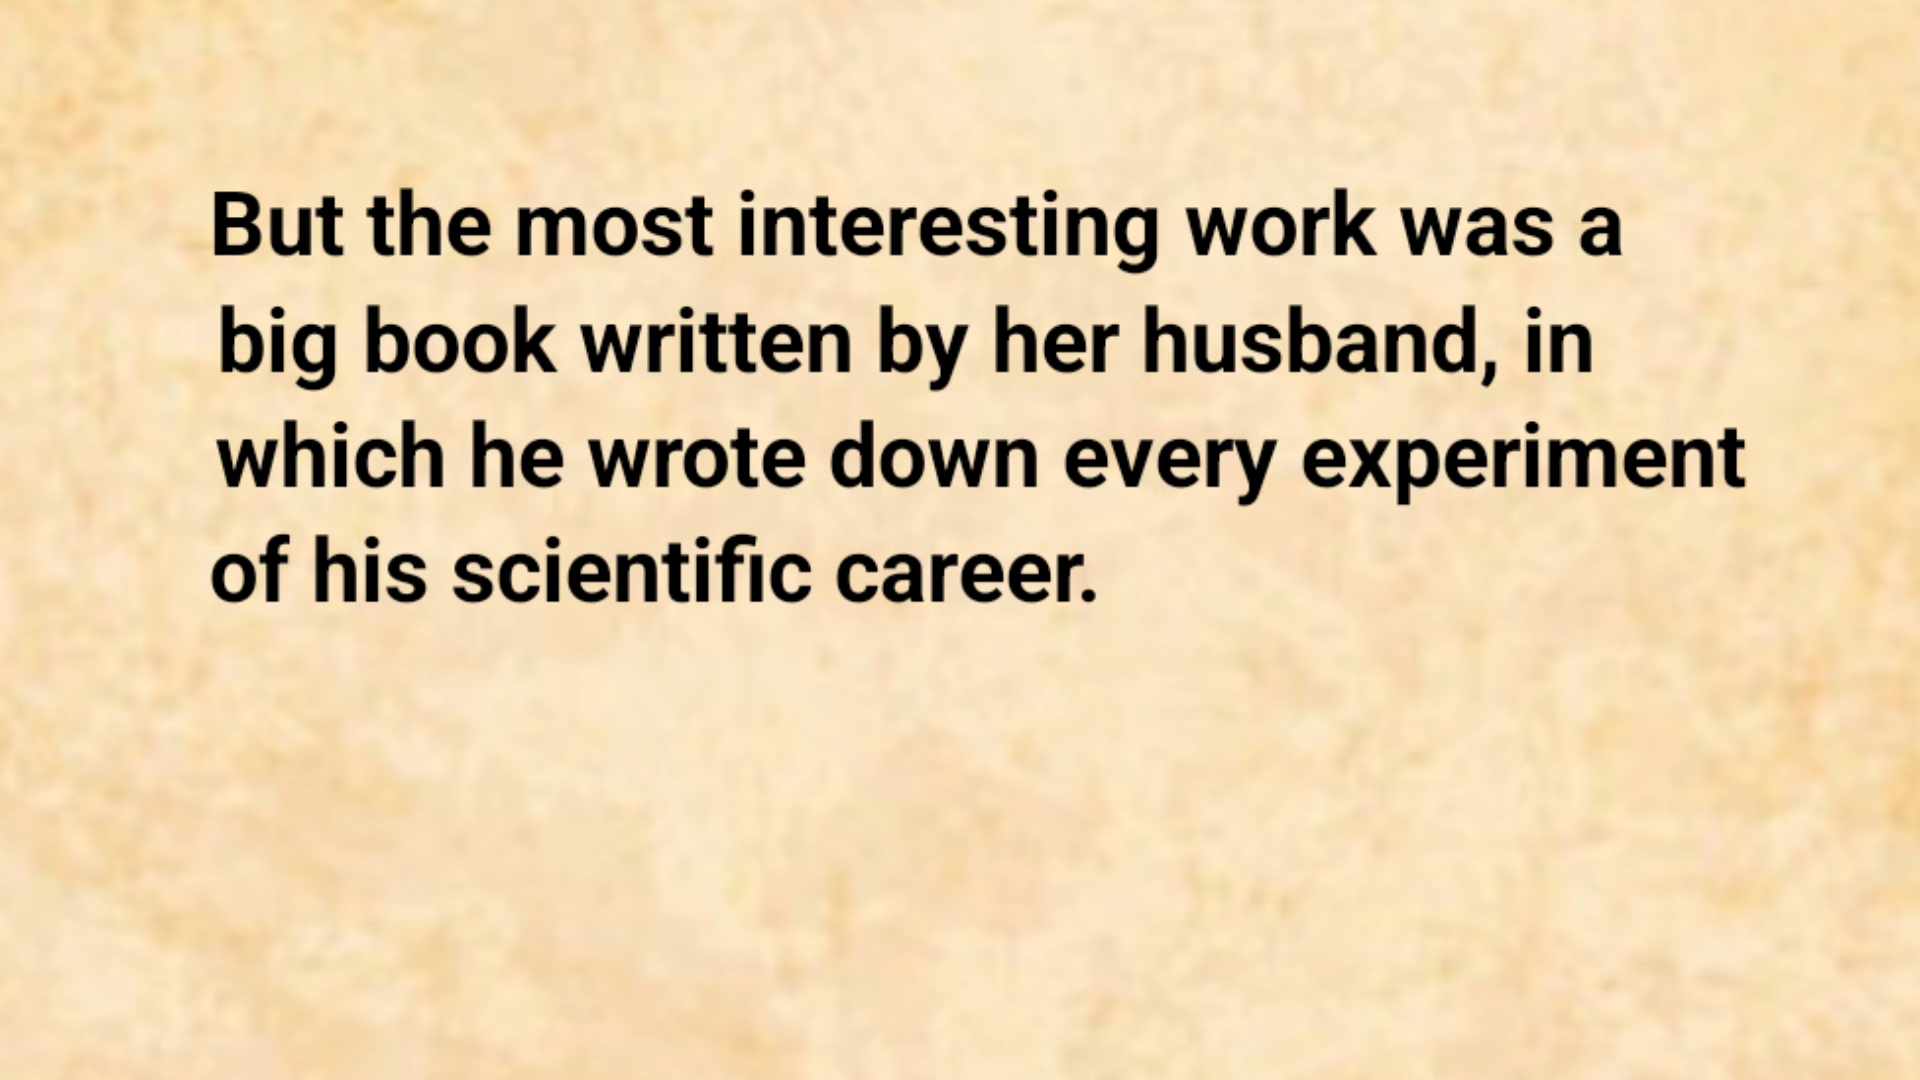 But the most interesting work was a
big book written by her husband, in
which he wrote down every experiment
of his scientific career.